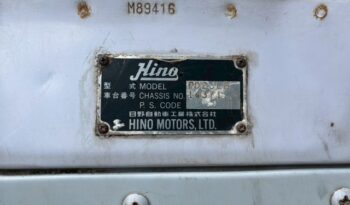 M89416
Hino
型式 MODEL
車台番号 CHASSIS NO.
P. S. CODE
日野自動車工業株式会社
HINO MOTORS, LTD.